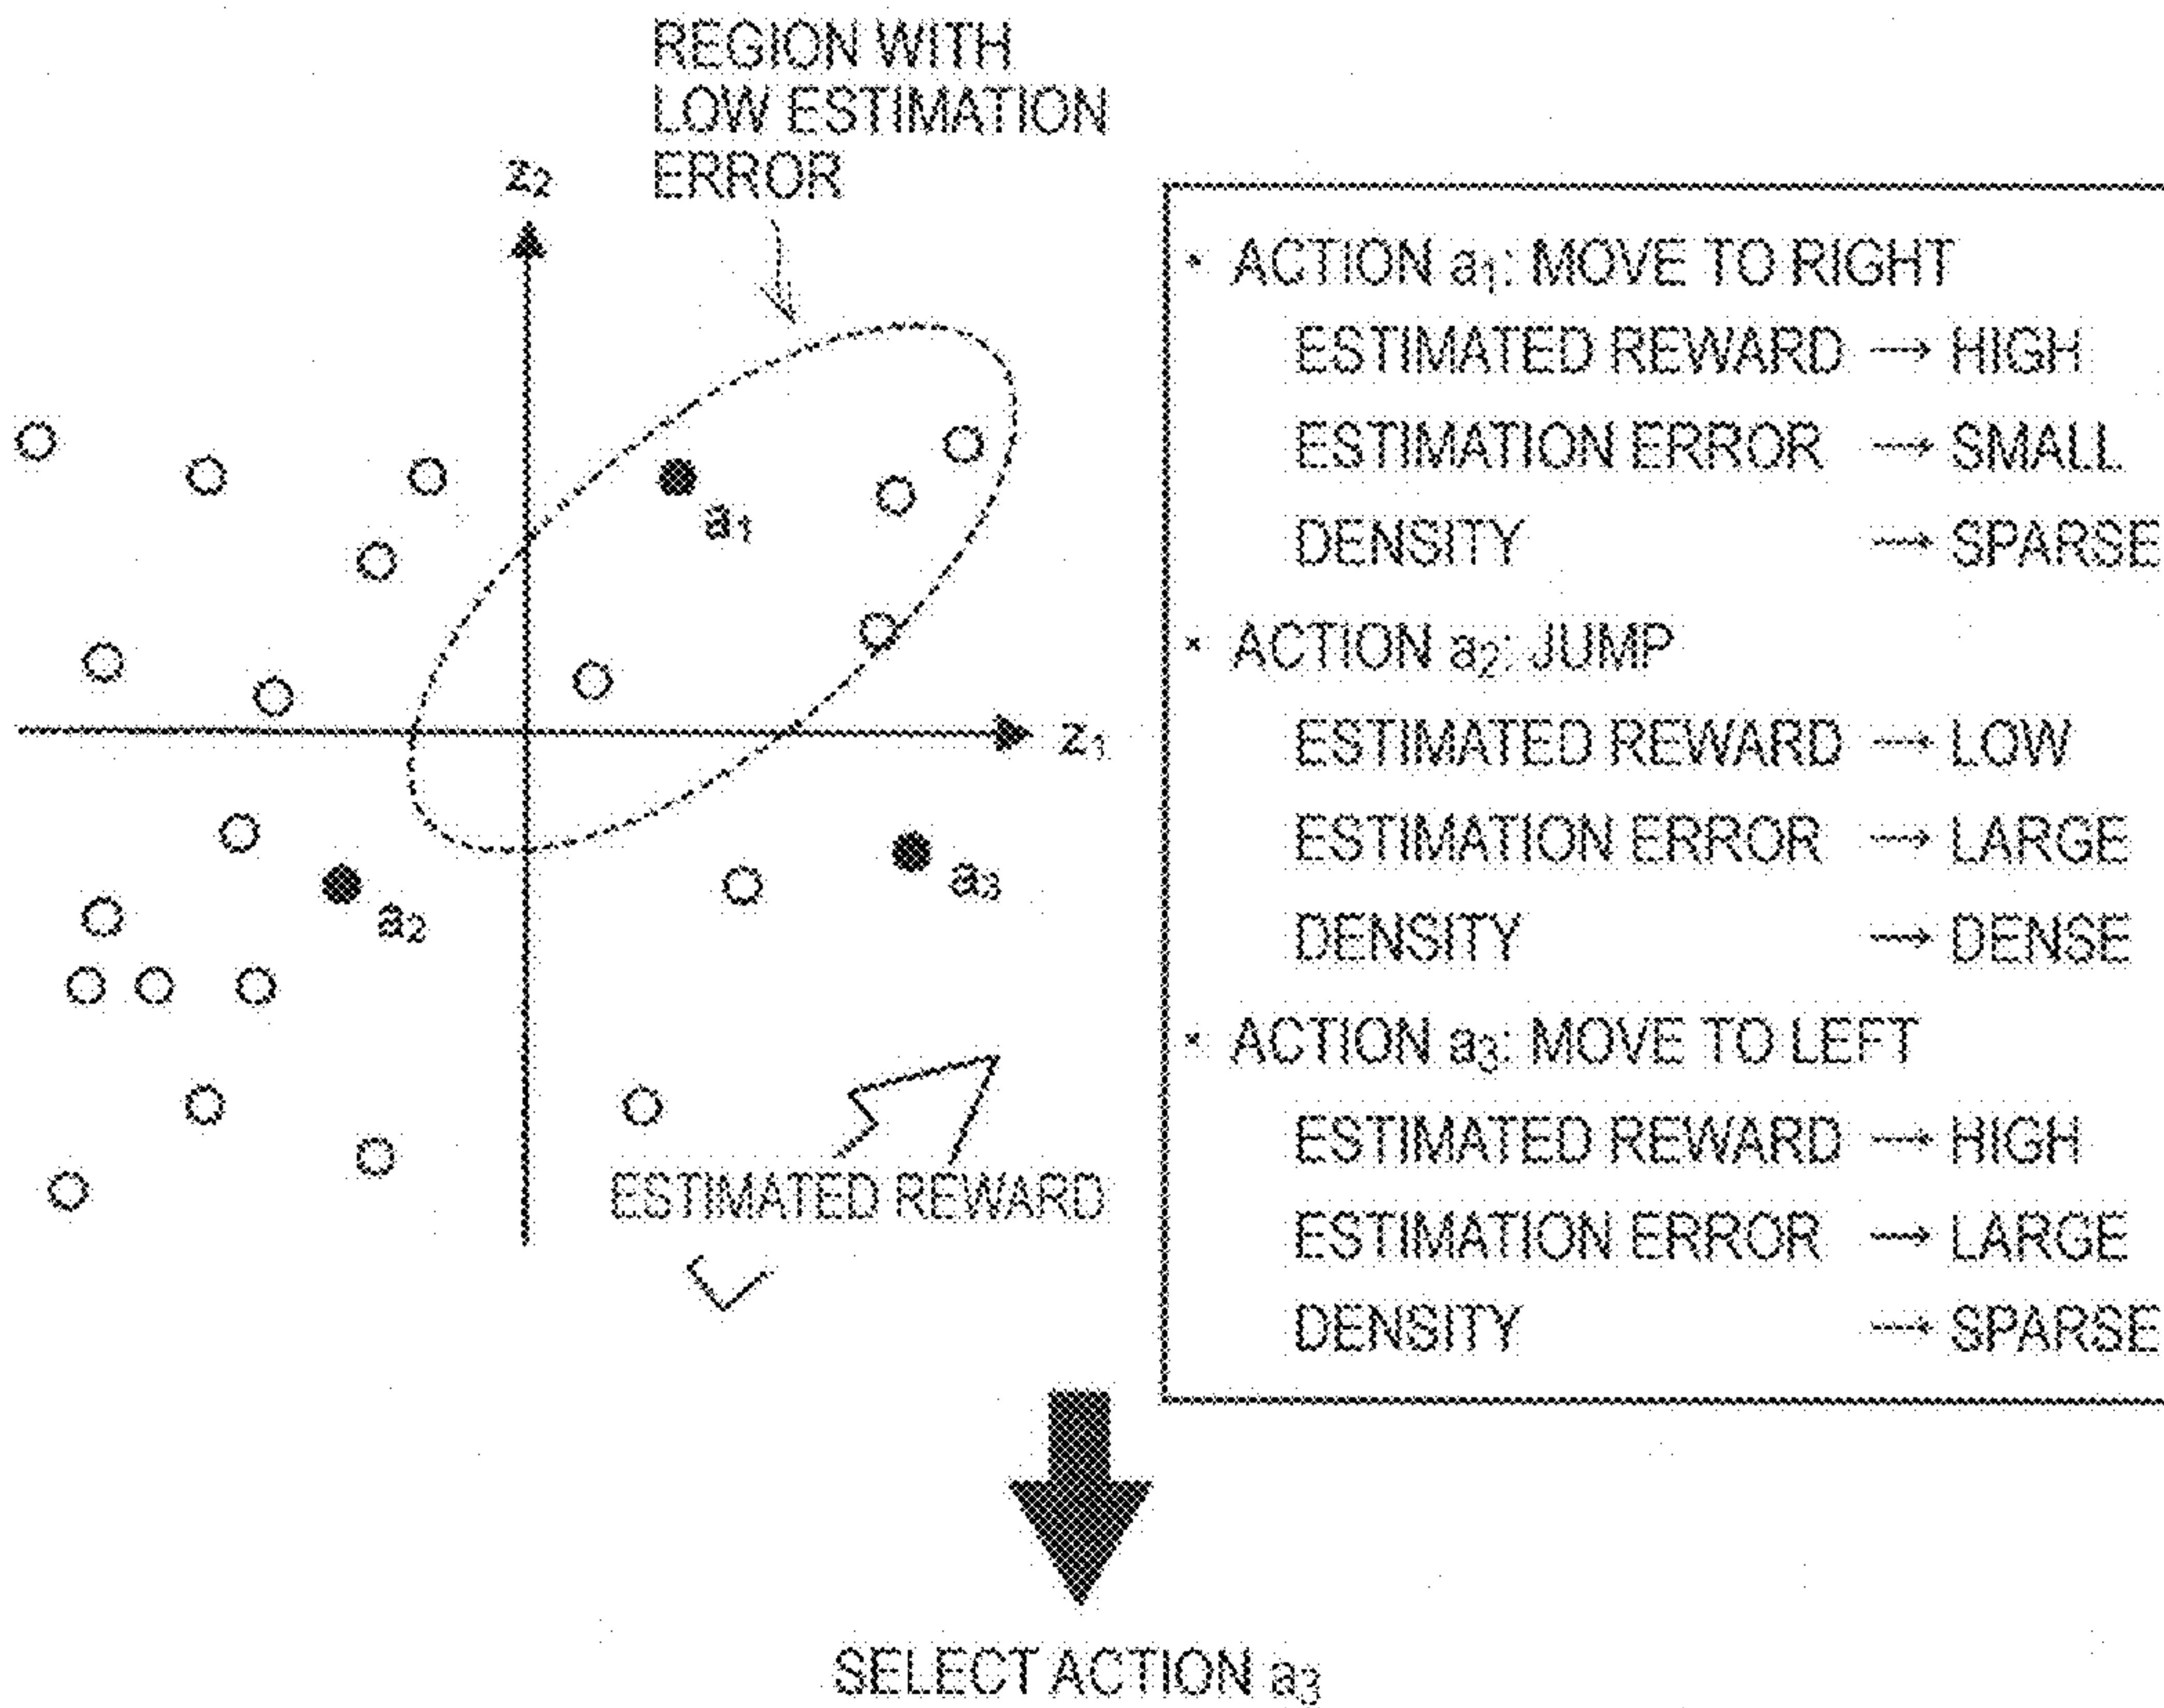 REGION WITH
LOW ESTIMATION
ERROR
z₂
a₁
z₁
a₂
a₃
ESTIMATED REWARD
• ACTION a₁: MOVE TO RIGHT
ESTIMATED REWARD → HIGH
ESTIMATION ERROR → SMALL
DENSITY → SPARSE
• ACTION a₂: JUMP
ESTIMATED REWARD → LOW
ESTIMATION ERROR → LARGE
DENSITY → DENSE
• ACTION a₃: MOVE TO LEFT
ESTIMATED REWARD → HIGH
ESTIMATION ERROR → LARGE
DENSITY → SPARSE
SELECT ACTION a₃